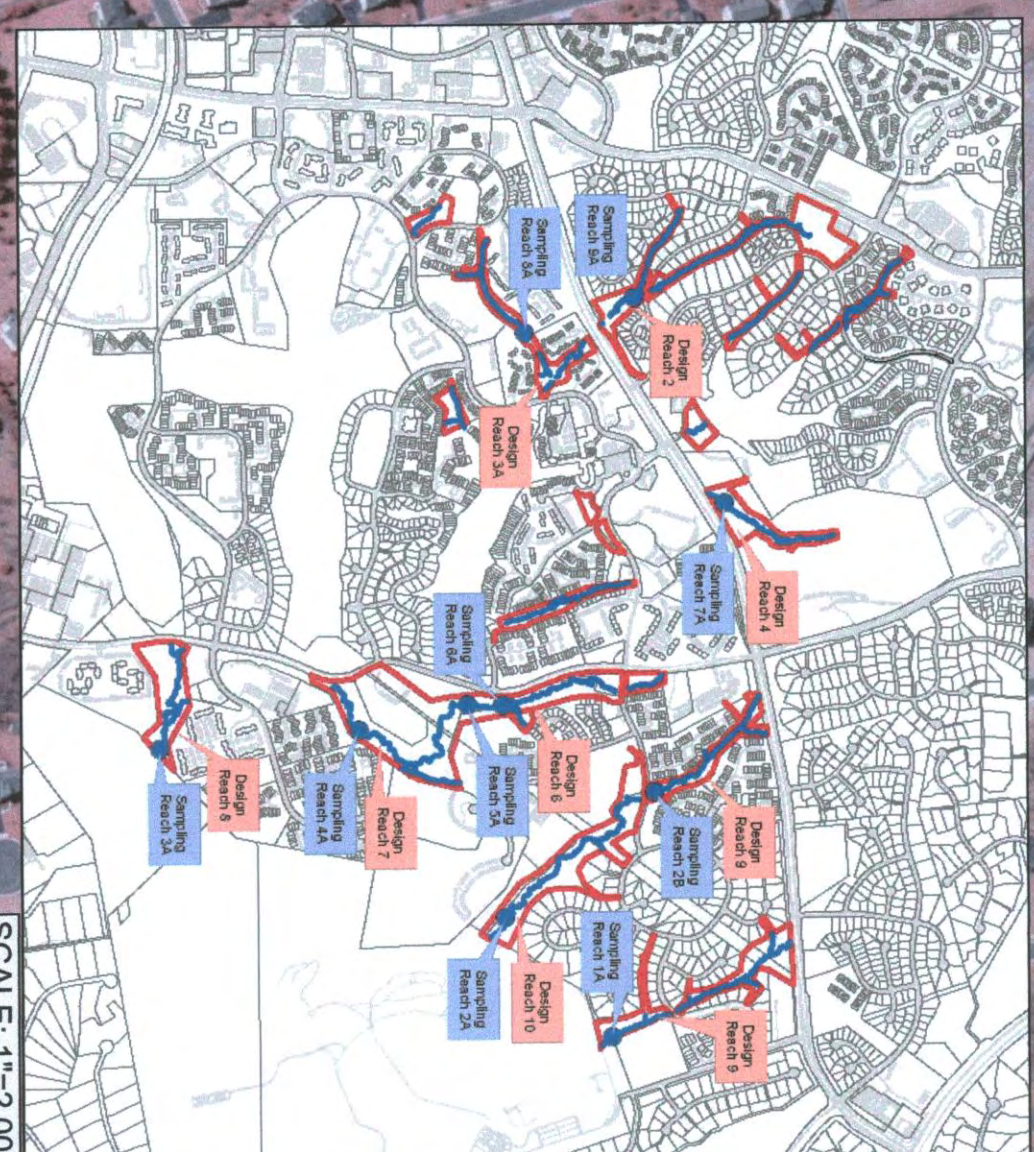 Sampling
Reach 9A
Sampling
Reach 8A
Design
Reach 2
Design
Reach 3A
Design
Reach 4
Sampling
Reach 7A
Sampling
Reach 6A
Design
Reach 6
Sampling
Reach 5A
Design
Reach 7
Sampling
Reach 4A
Design
Reach 8
Sampling
Reach 3A
Design
Reach 9
Sampling
Reach 2B
Sampling
Reach 1A
Design
Reach 9
Design
Reach 10
Sampling
Reach 2A
SCALE: 1"=2,00